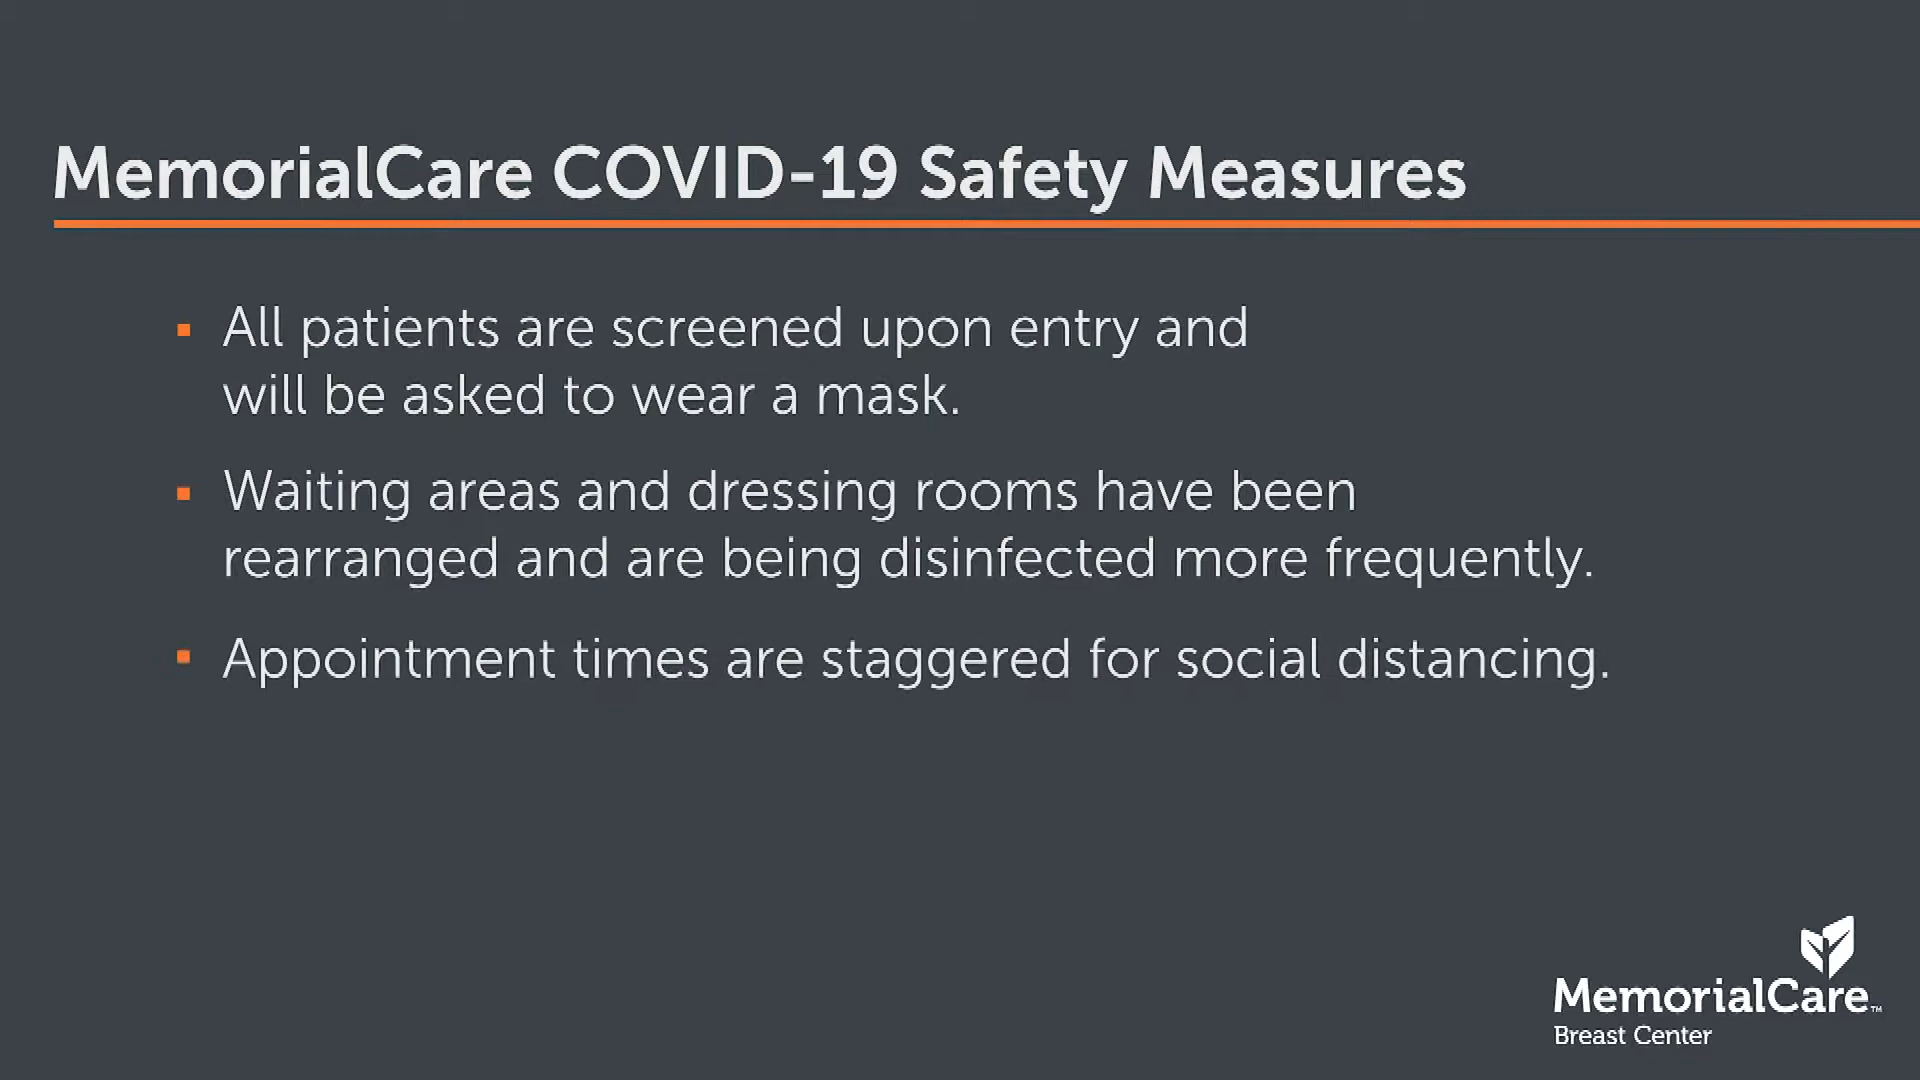 MemorialCare COVID-19 Safety Measures
▪ All patients are screened upon entry and
will be asked to wear a mask.
▪ Waiting areas and dressing rooms have been
rearranged and are being disinfected more frequently.
▪ Appointment times are staggered for social distancing.
MemorialCare™
Breast Center